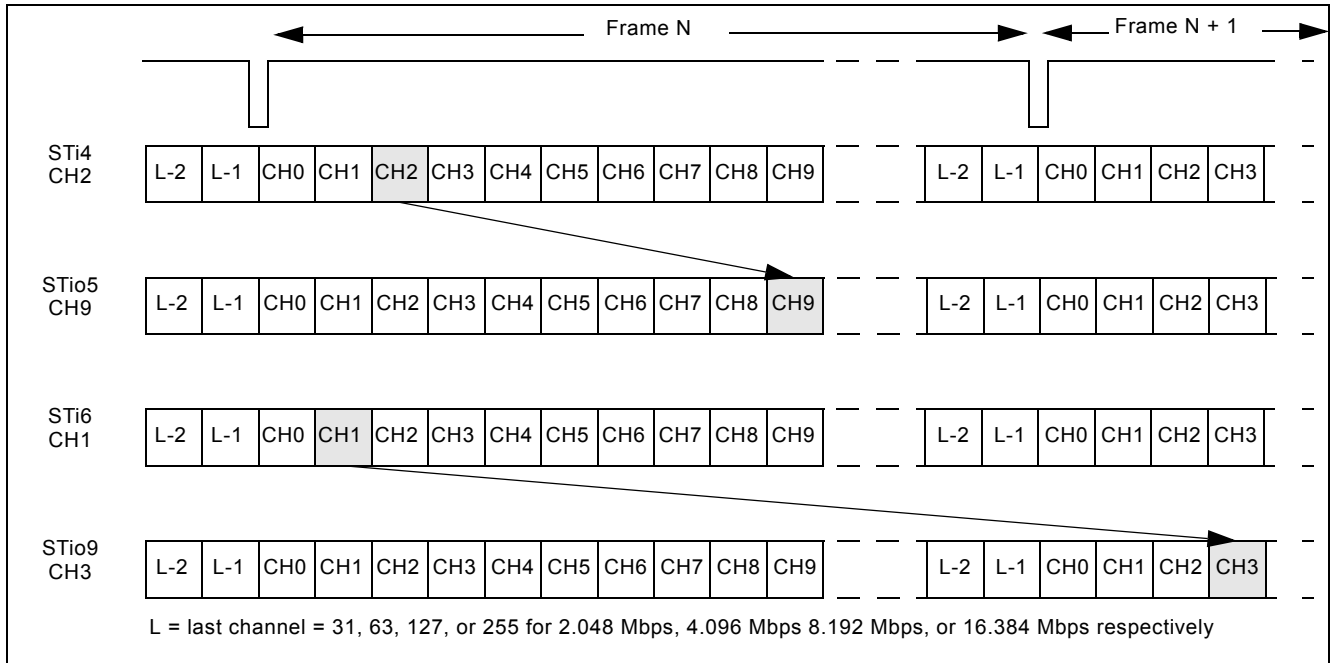 Frame N
Frame N + 1
STi4
CH2
L-2 L-1 CH0 CH1 CH2 CH3 CH4 CH5 CH6 CH7 CH8 CH9 L-2 L-1 CH0 CH1 CH2 CH3
STio5
CH9
L-2 L-1 CH0 CH1 CH2 CH3 CH4 CH5 CH6 CH7 CH8 CH9 L-2 L-1 CH0 CH1 CH2 CH3
STi6
CH1
L-2 L-1 CH0 CH1 CH2 CH3 CH4 CH5 CH6 CH7 CH8 CH9 L-2 L-1 CH0 CH1 CH2 CH3
STio9
CH3
L-2 L-1 CH0 CH1 CH2 CH3 CH4 CH5 CH6 CH7 CH8 CH9 L-2 L-1 CH0 CH1 CH2 CH3
L = last channel = 31, 63, 127, or 255 for 2.048 Mbps, 4.096 Mbps 8.192 Mbps, or 16.384 Mbps respectively